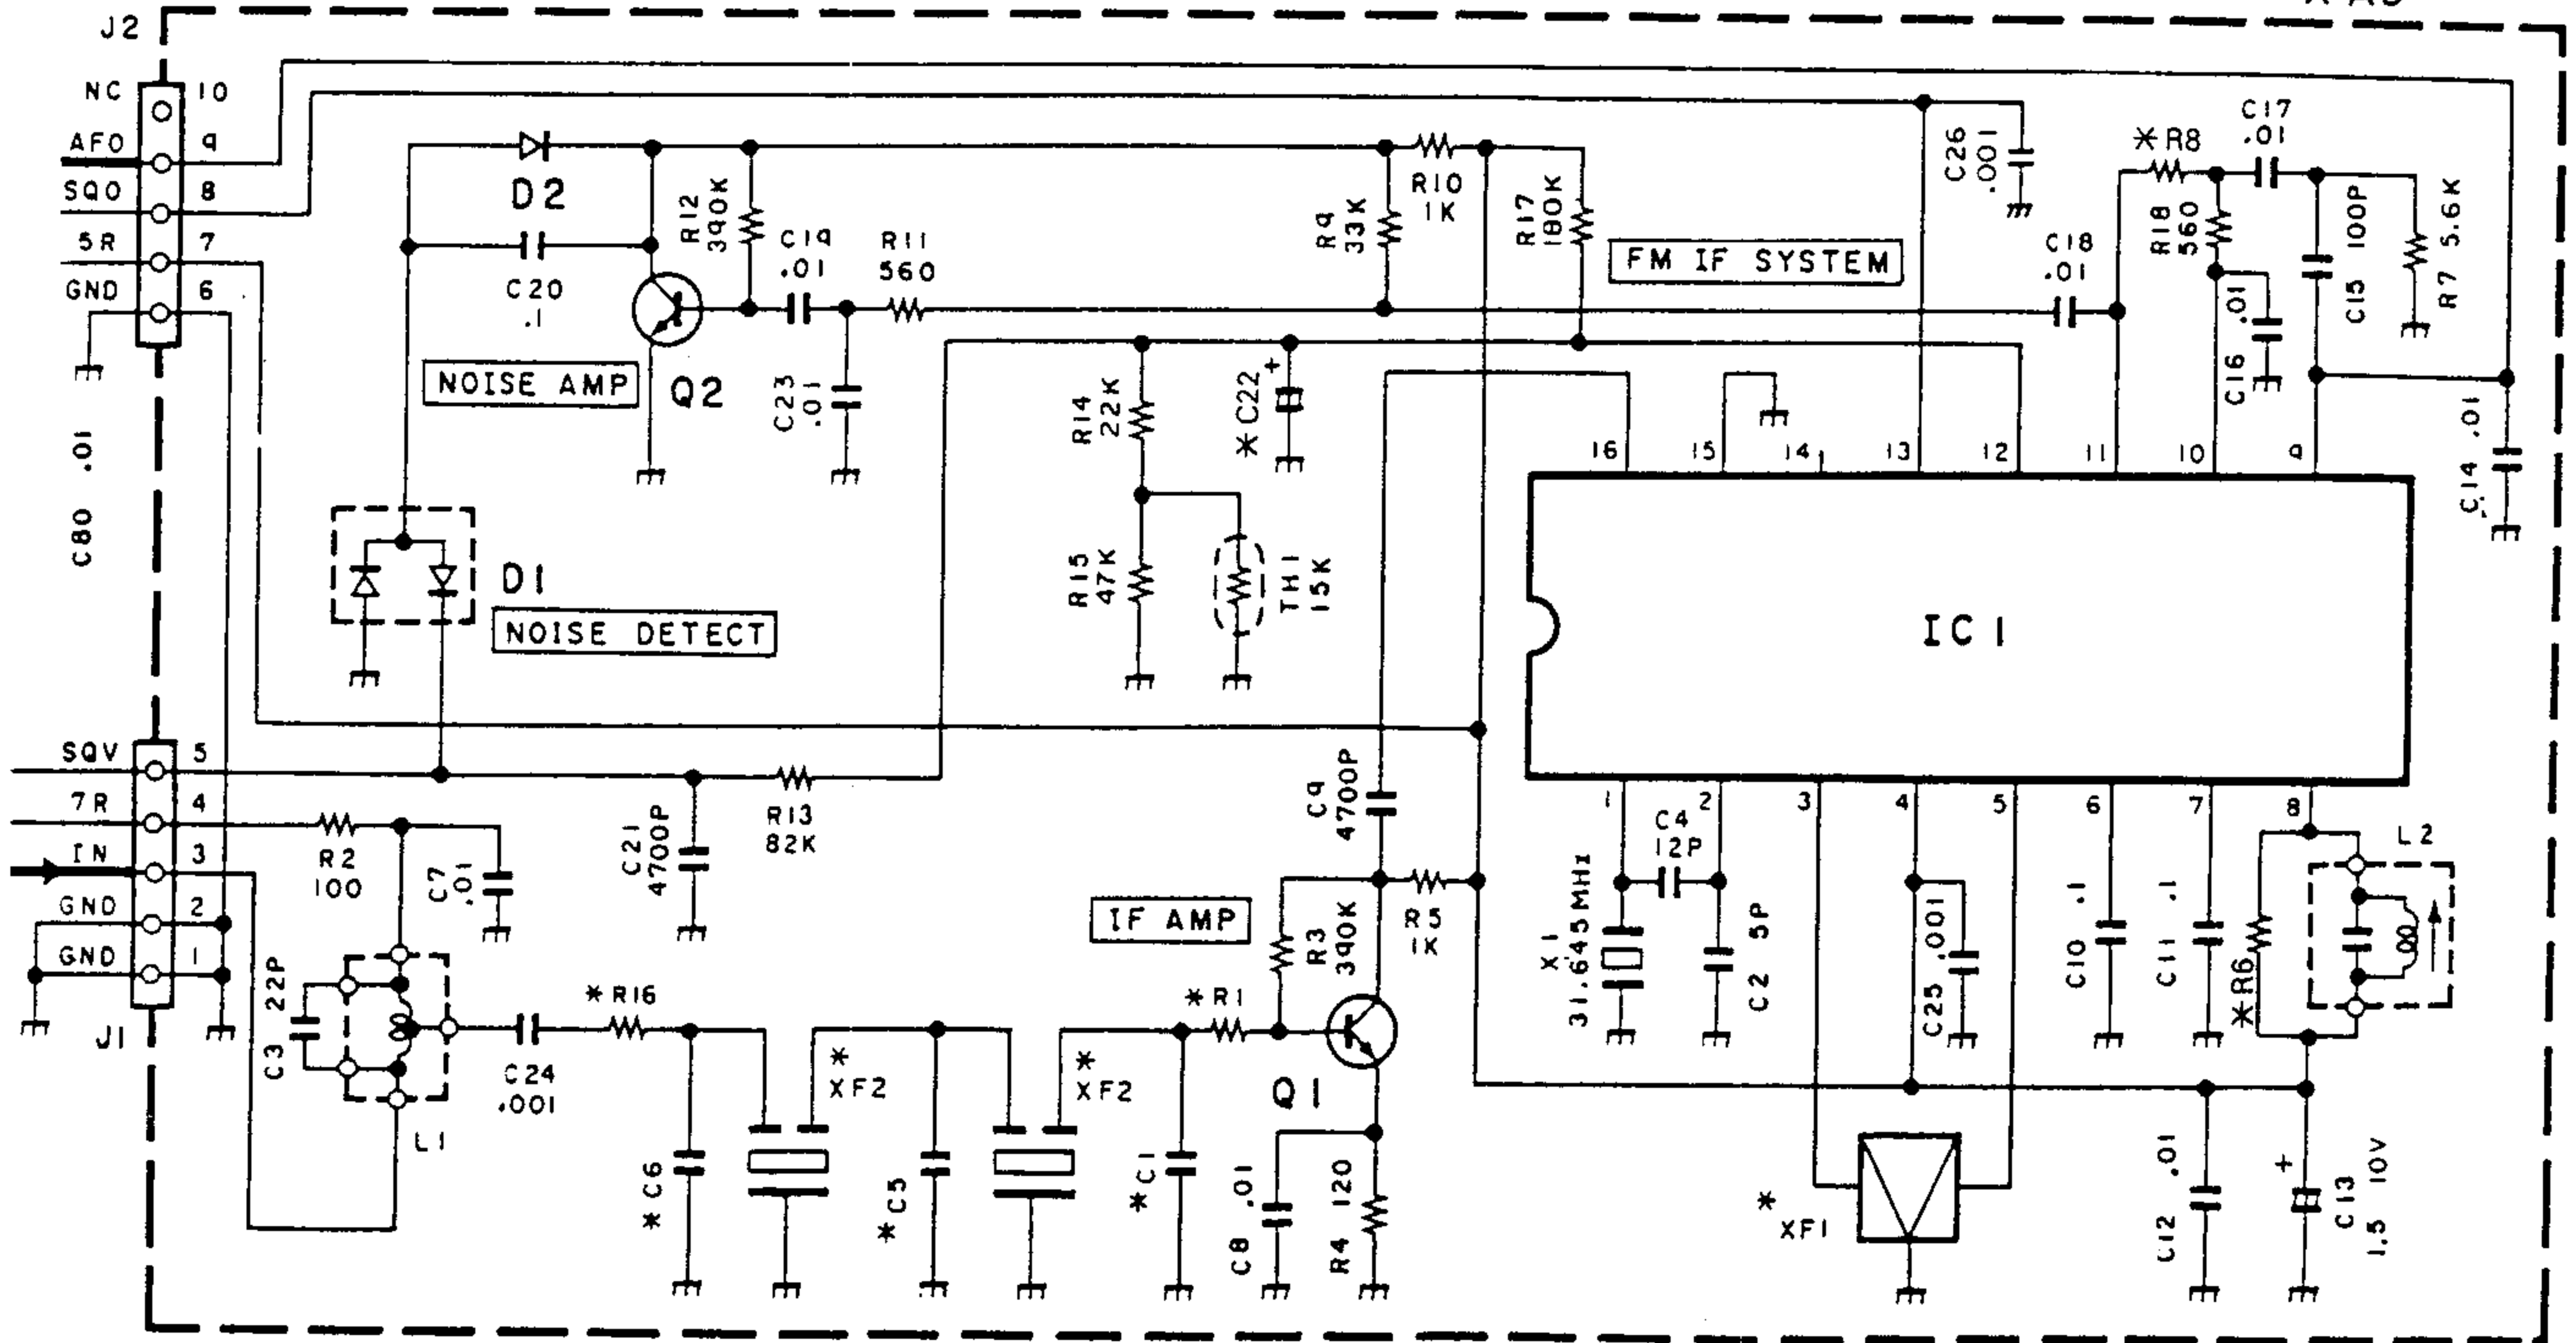 J2
NC 10
AFO 9
SQO 8
5R 7
GND 6
C80 .01
D2
C20 .1
R12 390K
C19 .01
R11 560
NOISE AMP
Q2
C23 .01
D1
NOISE DETECT
R9 33K
R10 1K
R17 180K
FM IF SYSTEM
R14 22K
*C22 +
R15 47K
TH1 15K
C26 .001
*R8
C17 .01
R18 560
C18 .01
C16 .01
C15 100P
R7 5.6K
C14 .01
16 15 14 13 12 11 10 9
IC1
1 2 3 4 5 6 7 8
SQV 5
7R 4
IN 3
GND 2
GND 1
J1
R2 100
C7 .01
C21 4700P
R13 82K
C3 22P
L1
C24 .001
*R16
*C6
* XF2
*C5
* XF2
*C1
*R1
IF AMP
R3 390K
C9 4700P
R5 1K
Q1
C8 .01
R4 120
X1 31.645MHz
C4 12P
C2 5P
C25 .001
* XF1
C10 .1
C11 .1
*R6
L2
C12 .01
+ C13 1.5 10V